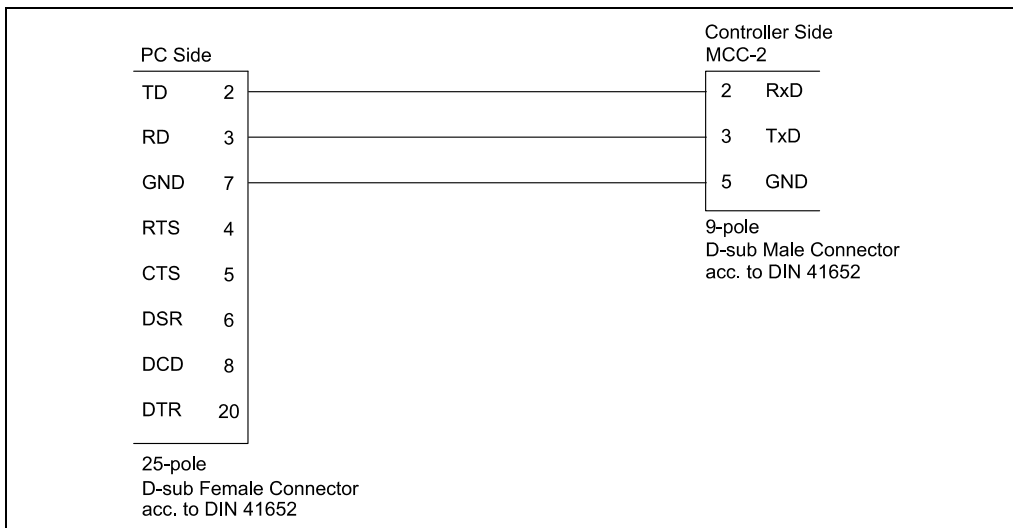 Controller Side
PC Side
MCC-2
TD 2
2 RxD
RD 3
3 TxD
GND 7
5 GND
RTS 4
9-pole
D-sub Male Connector
acc. to DIN 41652
CTS 5
DSR 6
DCD 8
DTR 20
25-pole
D-sub Female Connector
acc. to DIN 41652